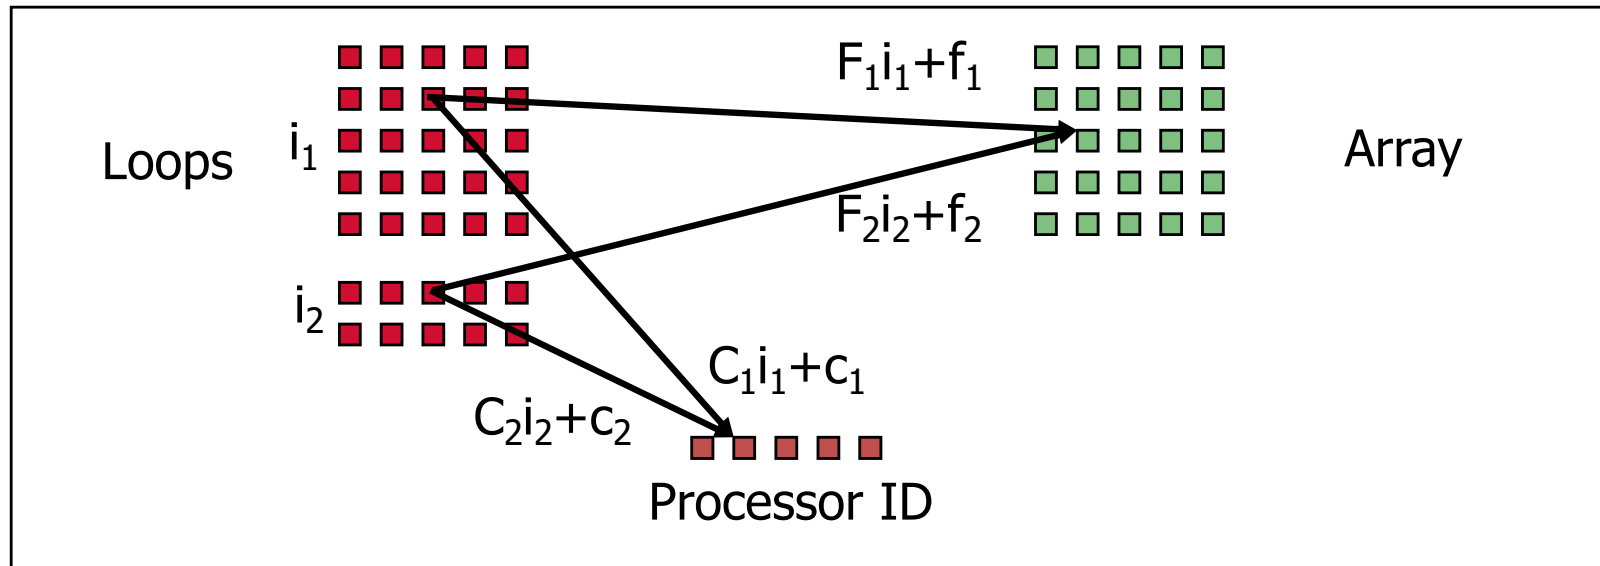 F₁i₁+f₁
i₁
Loops
Array
F₂i₂+f₂
i₂
C₁i₁+c₁
C₂i₂+c₂
Processor ID